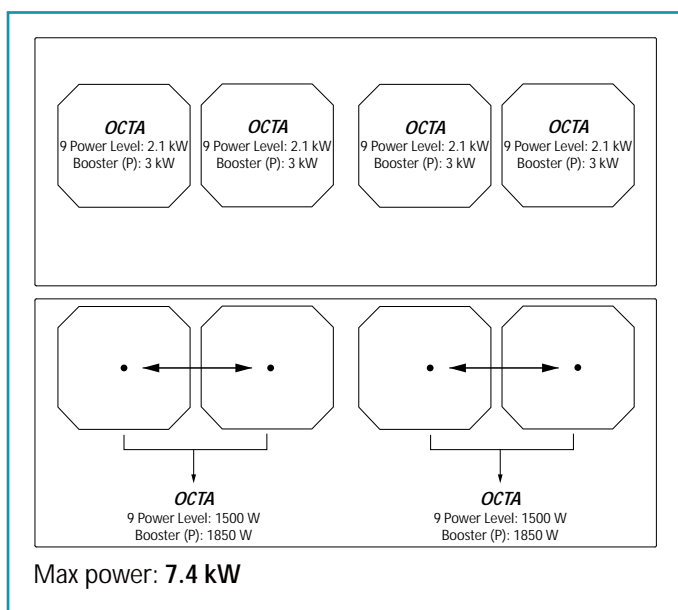 OCTA
9 Power Level: 2.1 kW
Booster (P): 3 kW
OCTA
9 Power Level: 2.1 kW
Booster (P): 3 kW
OCTA
9 Power Level: 2.1 kW
Booster (P): 3 kW
OCTA
9 Power Level: 2.1 kW
Booster (P): 3 kW
OCTA
9 Power Level: 1500 W
Booster (P): 1850 W
OCTA
9 Power Level: 1500 W
Booster (P): 1850 W
Max power: 7.4 kW